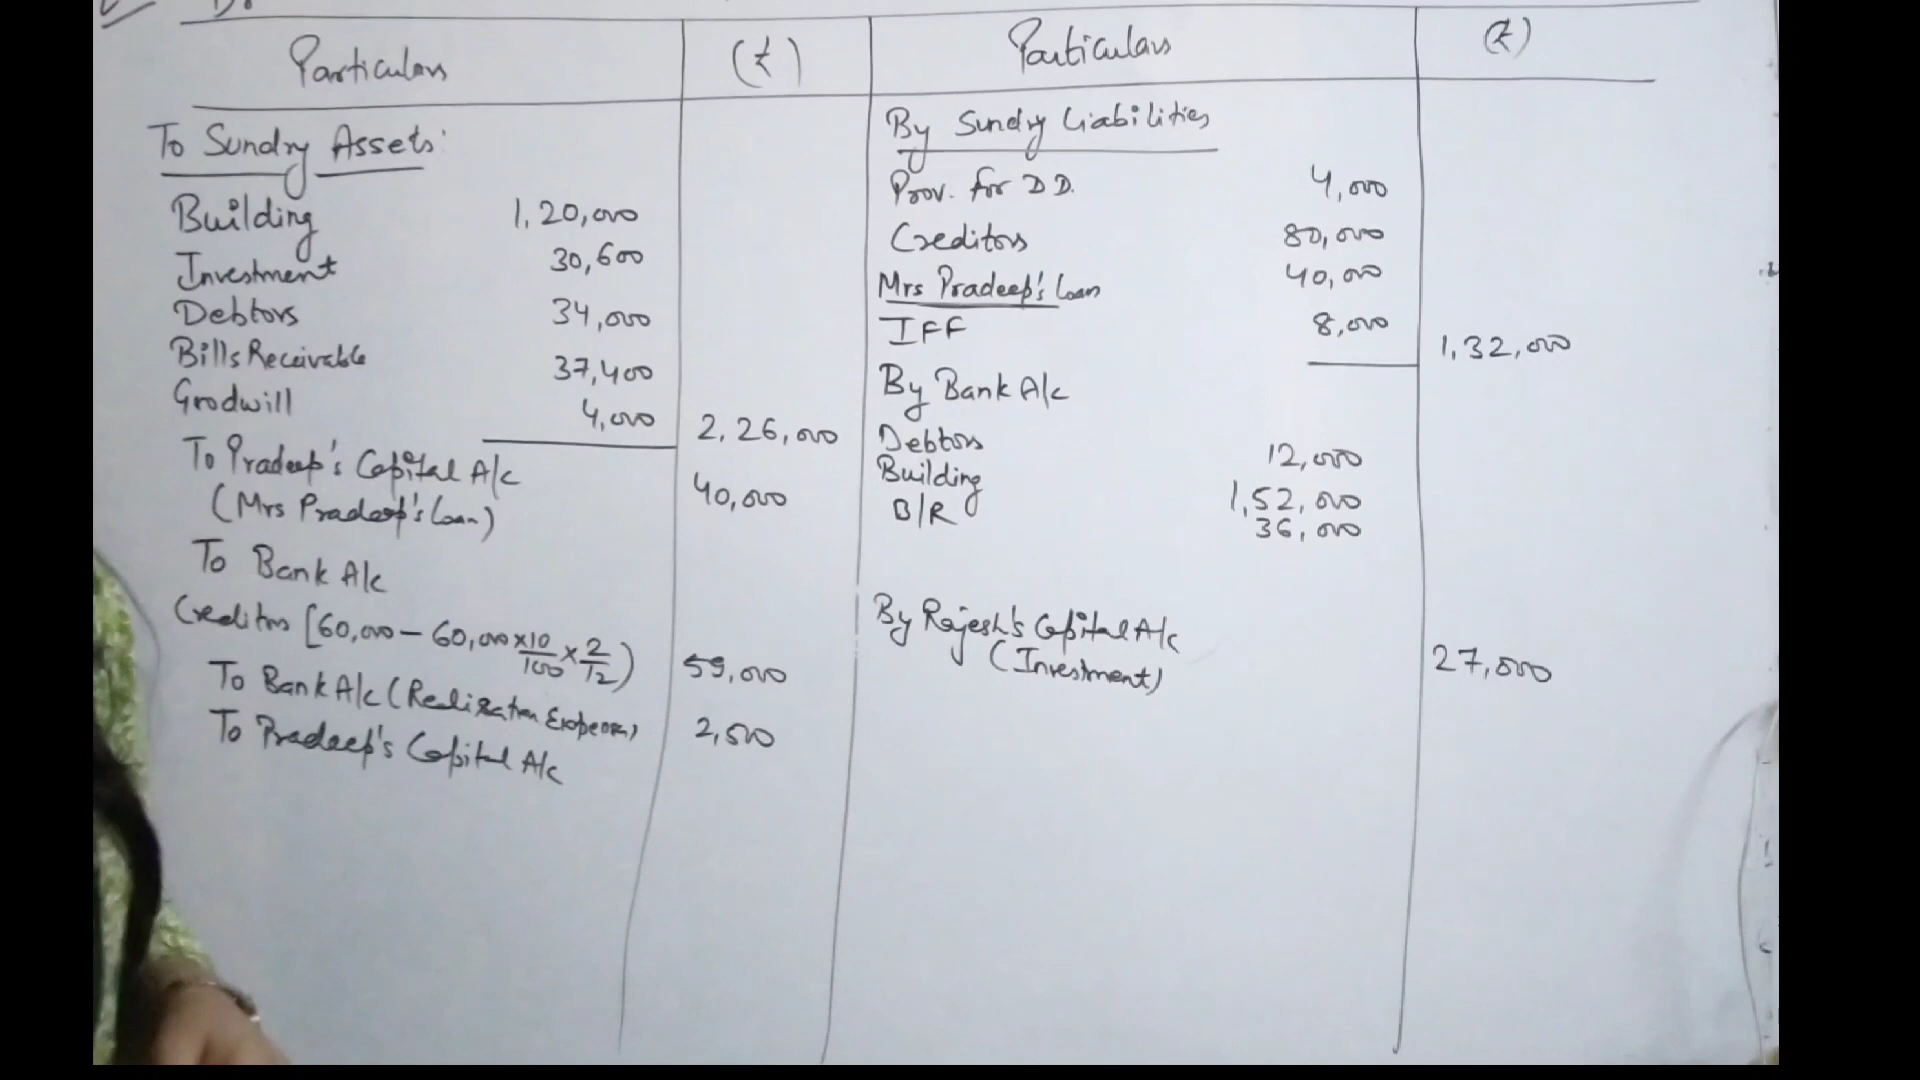 Particulars (₹) Particulars (₹)
To Sundry Assets:
Building 1,20,000
Investment 30,600
Debtors 34,000
Bills Receivable 37,400
Goodwill 4,000 2,26,000
To Pradeep's Capital A/c
(Mrs Pradeep's Loan) 40,000
To Bank A/c
Creditors [60,000 - 60,000 x 10/100 x 2/12) 59,000
To Bank A/c (Realization Expenses) 2,500
To Pradeep's Capital A/c
By Sundry Liabilities
Prov. for DD. 4,000
Creditors 80,000
Mrs Pradeep's Loan 40,000
IFF 8,000 1,32,000
By Bank A/c
Debtors 12,000
Building 1,52,000
B/R 36,000
By Rajesh's Capital A/c
(Investment) 27,000